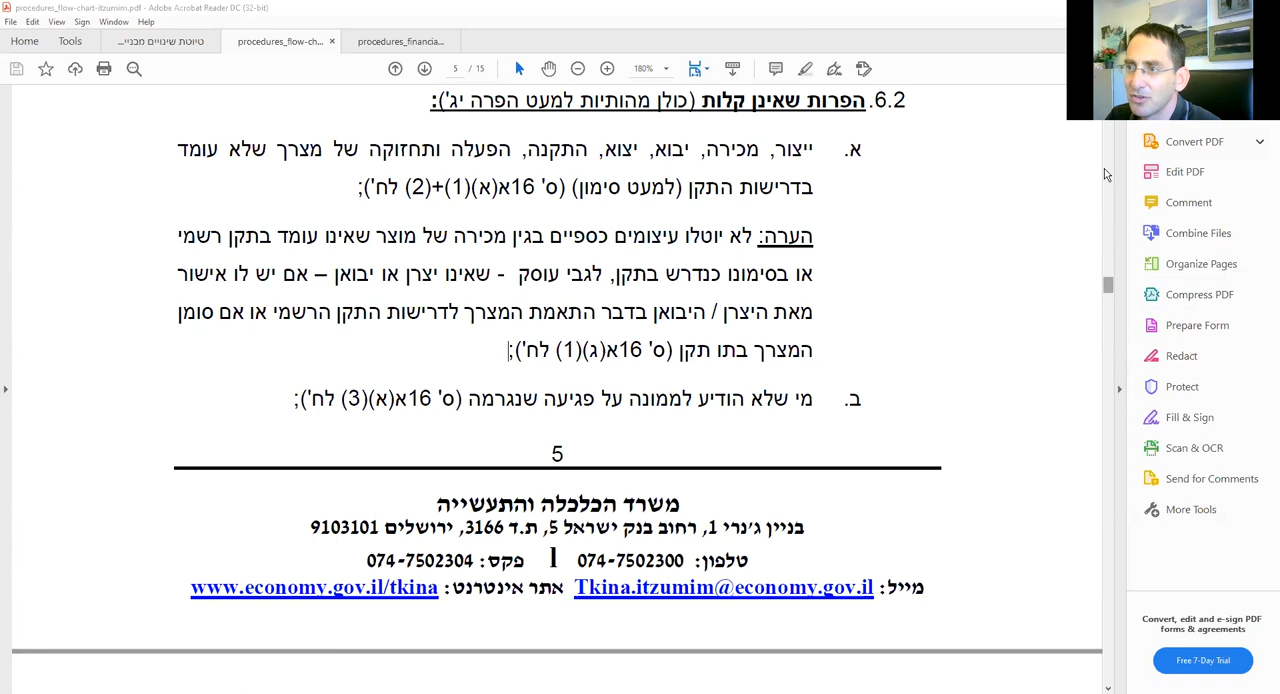 procedures_flow-chart-itzumim.pdf - Adobe Acrobat Reader DC (32-bit)
File Edit View Sign Window Help
Home Tools טיוטת שינויים מבניי... procedures_flow-ch... × procedures_financia...
5 / 15 180%
6.2. הפרות שאינן קלות (כולן מהותיות למעט הפרה יג'):
א. ייצור, מכירה, יבוא, יצוא, התקנה, הפעלה ותחזוקה של מצרך שלא עומד
בדרישות התקן (למעט סימון) (ס' 16א(א)(1)+(2) לח');
הערה: לא יוטלו עיצומים כספיים בגין מכירה של מוצר שאינו עומד בתקן רשמי
או בסימונו כנדרש בתקן, לגבי עוסק - שאינו יצרן או יבואן – אם יש לו אישור
מאת היצרן / היבואן בדבר התאמת המצרך לדרישות התקן הרשמי או אם סומן
המצרך בתו תקן (ס' 16א(ג)(1) לח');
ב. מי שלא הודיע לממונה על פגיעה שנגרמה (ס' 16א(א)(3) לח');
5
משרד הכלכלה והתעשייה
בניין ג'נרי 1, רחוב בנק ישראל 5, ת.ד 3166, ירושלים 9103101
טלפון: 074-7502300 | פקס: 074-7502304
מייל: Tkina.itzumim@economy.gov.il אתר אינטרנט: www.economy.gov.il/tkina
Convert PDF
Edit PDF
Comment
Combine Files
Organize Pages
Compress PDF
Prepare Form
Redact
Protect
Fill & Sign
Scan & OCR
Send for Comments
More Tools
Convert, edit and e-sign PDF
forms & agreements
Free 7-Day Trial